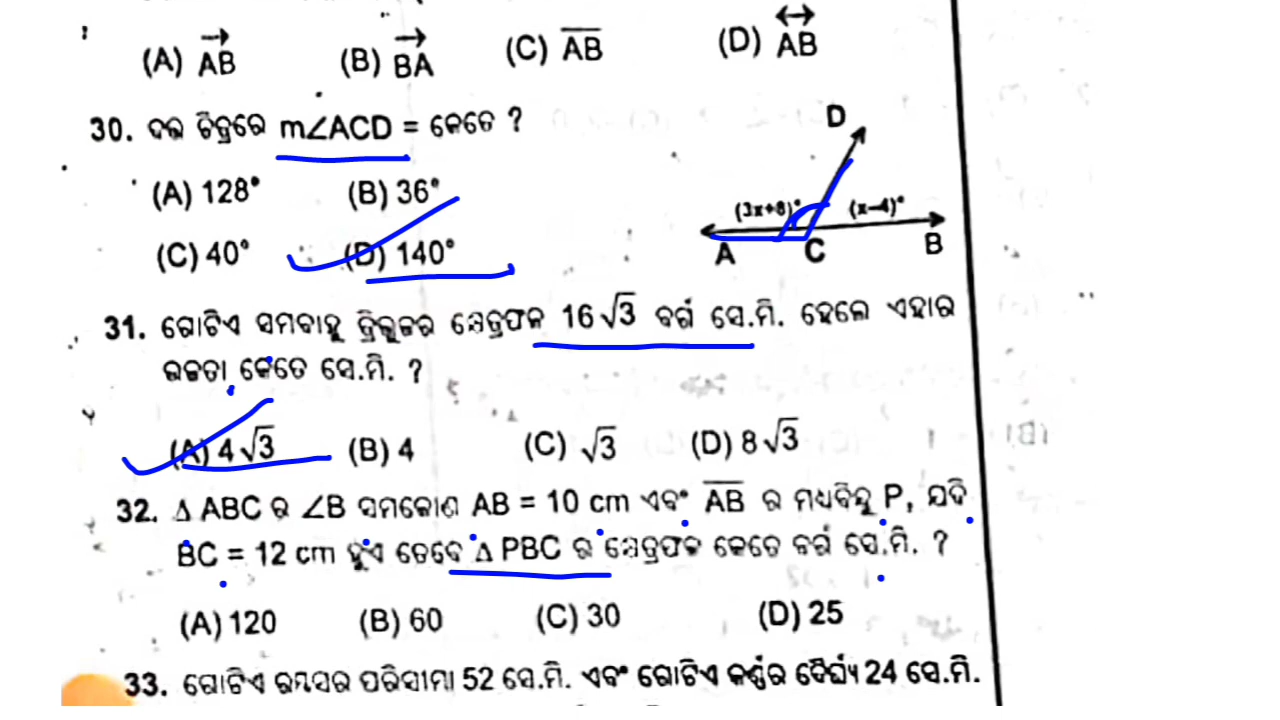 (A) →AB (B) →BA (C) A̅B̅ (D) ↔AB
30. ଦତ୍ତ ଚିତ୍ରରେ m∠ACD = କେତେ ?
(A) 128° (B) 36°
(C) 40° (D) 140°
D
(3x+8)° (x–4)°
A C B
31. ଗୋଟିଏ ସମବାହୁ ତ୍ରିଭୁଜର କ୍ଷେତ୍ରଫଳ 16√3 ବର୍ଗ ସେ.ମି. ହେଲେ ଏହାର
ଉଚ୍ଚତା କେତେ ସେ.ମି. ?
(A) 4√3 (B) 4 (C) √3 (D) 8√3
32. Δ ABC ର ∠B ସମକୋଣ AB = 10 cm ଏବଂ A̅B̅ ର ମଧ୍ୟବିନ୍ଦୁ P, ଯଦି
BC = 12 cm ହୁଏ ତେବେ Δ PBC ର କ୍ଷେତ୍ରଫଳ କେତେ ବର୍ଗ ସେ.ମି. ?
(A) 120 (B) 60 (C) 30 (D) 25
33. ଗୋଟିଏ ରମ୍ବସର ପରିସୀମା 52 ସେ.ମି. ଏବଂ ଗୋଟିଏ କର୍ଣ୍ଣର ଦୈର୍ଘ୍ୟ 24 ସେ.ମି.